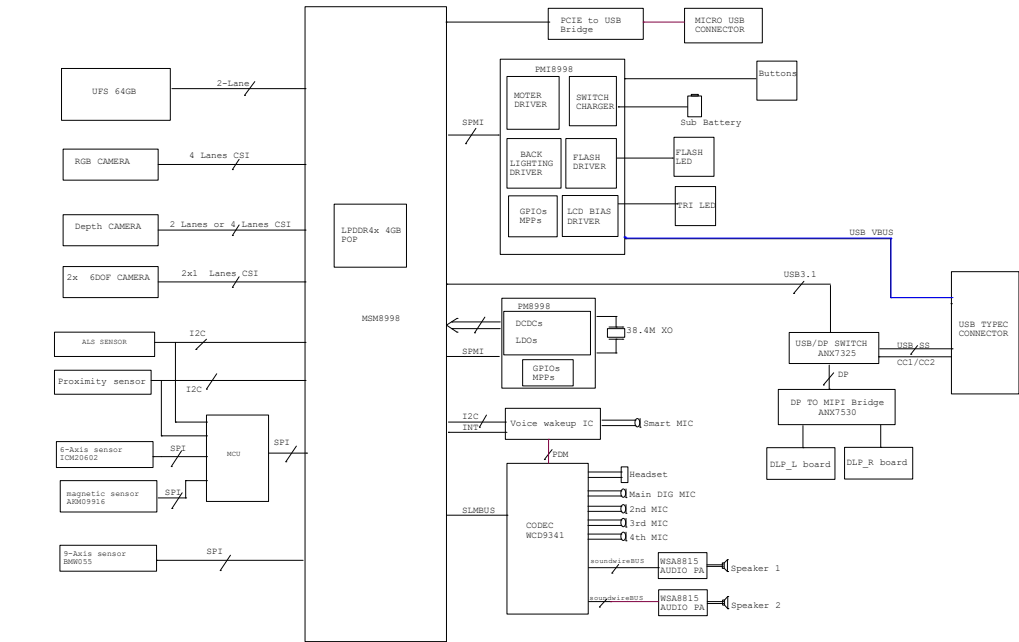 PCIE to USB
Bridge
MICRO USB
CONNECTOR
PMI8998
Buttons
MOTER
DRIVER
SWITCH
CHARGER
Sub Battery
SPMI
BACK
LIGHTING
DRIVER
FLASH
DRIVER
FLASH
LED
GPIOs
MPPs
LCD BIAS
DRIVER
TRI LED
USB VBUS
UFS 64GB
2-Lane
RGB CAMERA
4 Lanes CSI
Depth CAMERA
2 Lanes or 4 Lanes CSI
2x 6DOF CAMERA
2x1 Lanes CSI
LPDDR4x 4GB
POP
MSM8998
USB3.1
USB TYPEC
CONNECTOR
PM8998
DCDCs
LDOs
38.4M XO
SPMI
GPIOs
MPPs
USB/DP SWITCH
ANX7325
USB SS
CC1/CC2
DP
DP TO MIPI Bridge
ANX7530
DLP_L board
DLP_R board
ALS SENSOR
I2C
Proximity sensor
I2C
6-Axis sensor
ICM20602
SPI
MCU
SPI
magnetic sensor
AKM09916
SPI
9-Axis sensor
BMW055
SPI
I2C
INT
Voice wakeup IC
Smart MIC
PDM
SLMBUS
CODEC
WCD9341
Headset
Main DIG MIC
2nd MIC
3rd MIC
4th MIC
soundwireBUS
WSA8815
AUDIO PA
Speaker 1
soundwireBUS
WSA8815
AUDIO PA
Speaker 2